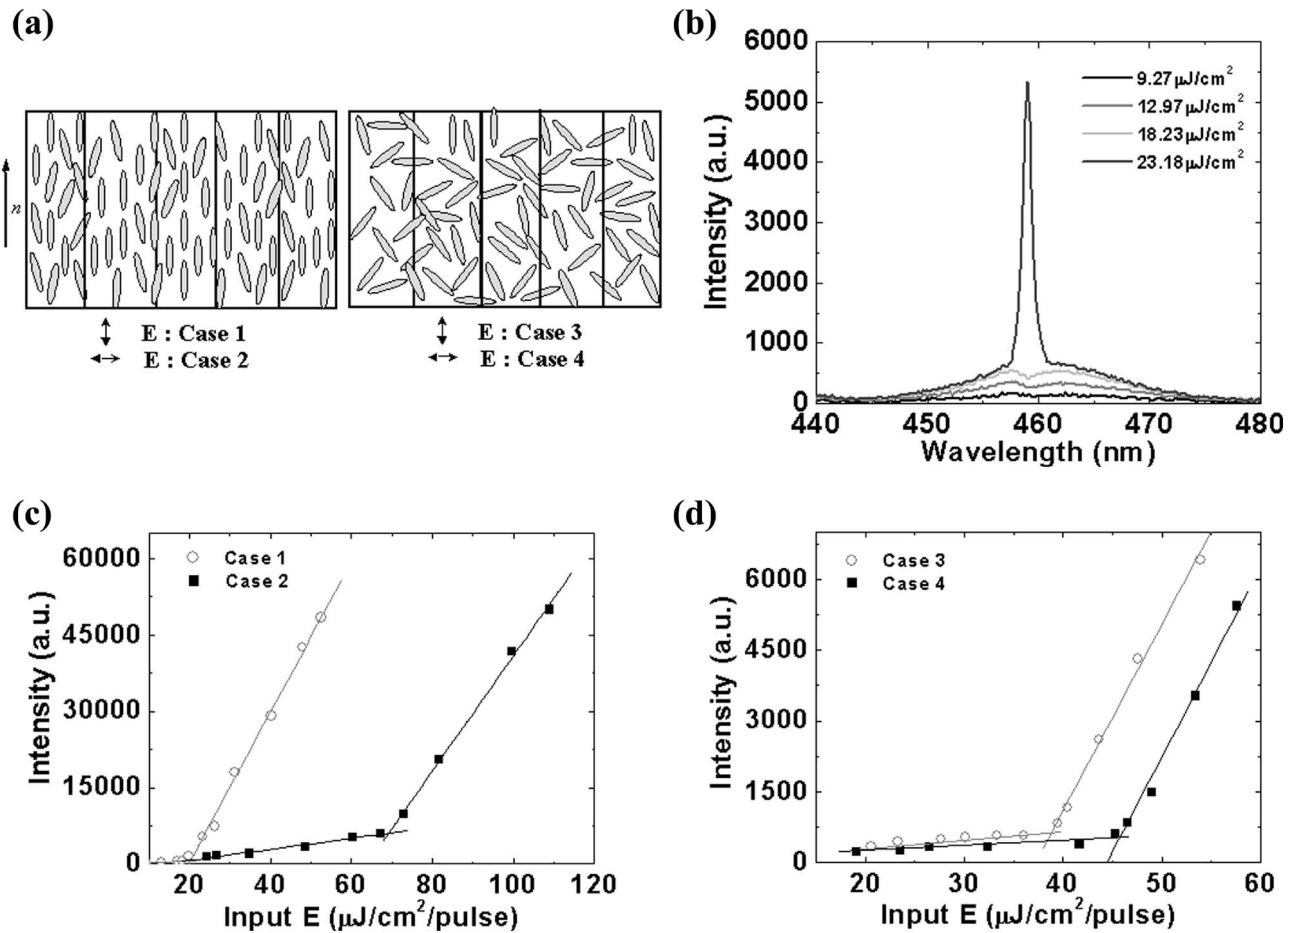 (a)
n
E : Case 1
E : Case 2
E : Case 3
E : Case 4
(b)
Intensity (a.u.)
6000
5000
4000
3000
2000
1000
0
440 450 460 470 480
Wavelength (nm)
9.27μJ/cm²
12.97μJ/cm²
18.23μJ/cm²
23.18μJ/cm²
(c)
Intensity (a.u.)
60000
45000
30000
15000
0
20 40 60 80 100 120
Input E (μJ/cm²/pulse)
Case 1
Case 2
(d)
Intensity (a.u.)
6000
4500
3000
1500
0
20 30 40 50 60
Input E (μJ/cm²/pulse)
Case 3
Case 4